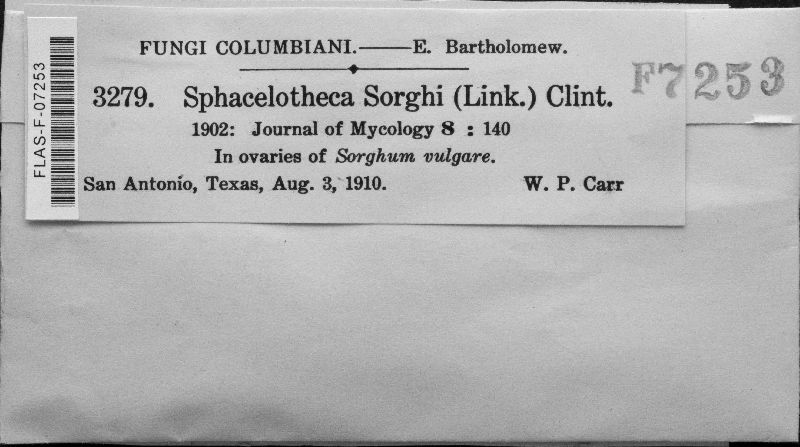 FUNGI COLUMBIANI.——E. Bartholomew.
3279. Sphacelotheca Sorghi (Link.) Clint.
1902: Journal of Mycology 8 : 140
In ovaries of Sorghum vulgare.
San Antonio, Texas, Aug. 3, 1910. W. P. Carr
FLAS-F-07253
F7253